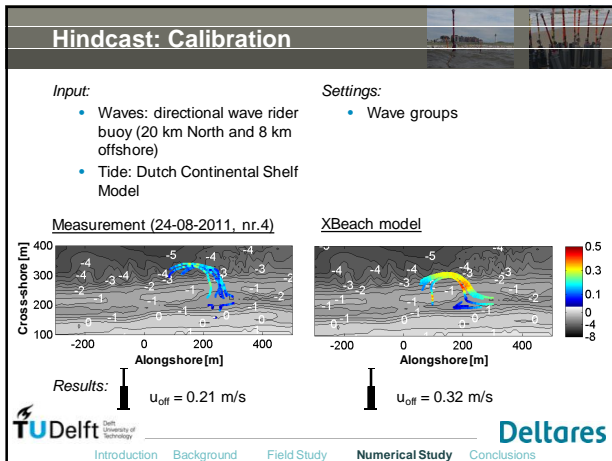 Hindcast: Calibration
Input:
• Waves: directional wave rider
buoy (20 km North and 8 km
offshore)
• Tide: Dutch Continental Shelf
Model
Settings:
• Wave groups
Measurement (24-08-2011, nr.4)
XBeach model
Cross-shore [m]
400
300
200
100
-200 0 200 400
Alongshore [m]
-200 0 200 400
Alongshore [m]
0.5
0.3
0.1
0
-4
-8
Results:
u_off = 0.21 m/s
u_off = 0.32 m/s
TUDelft
Delft
University of
Technology
Deltares
Introduction Background Field Study Numerical Study Conclusions